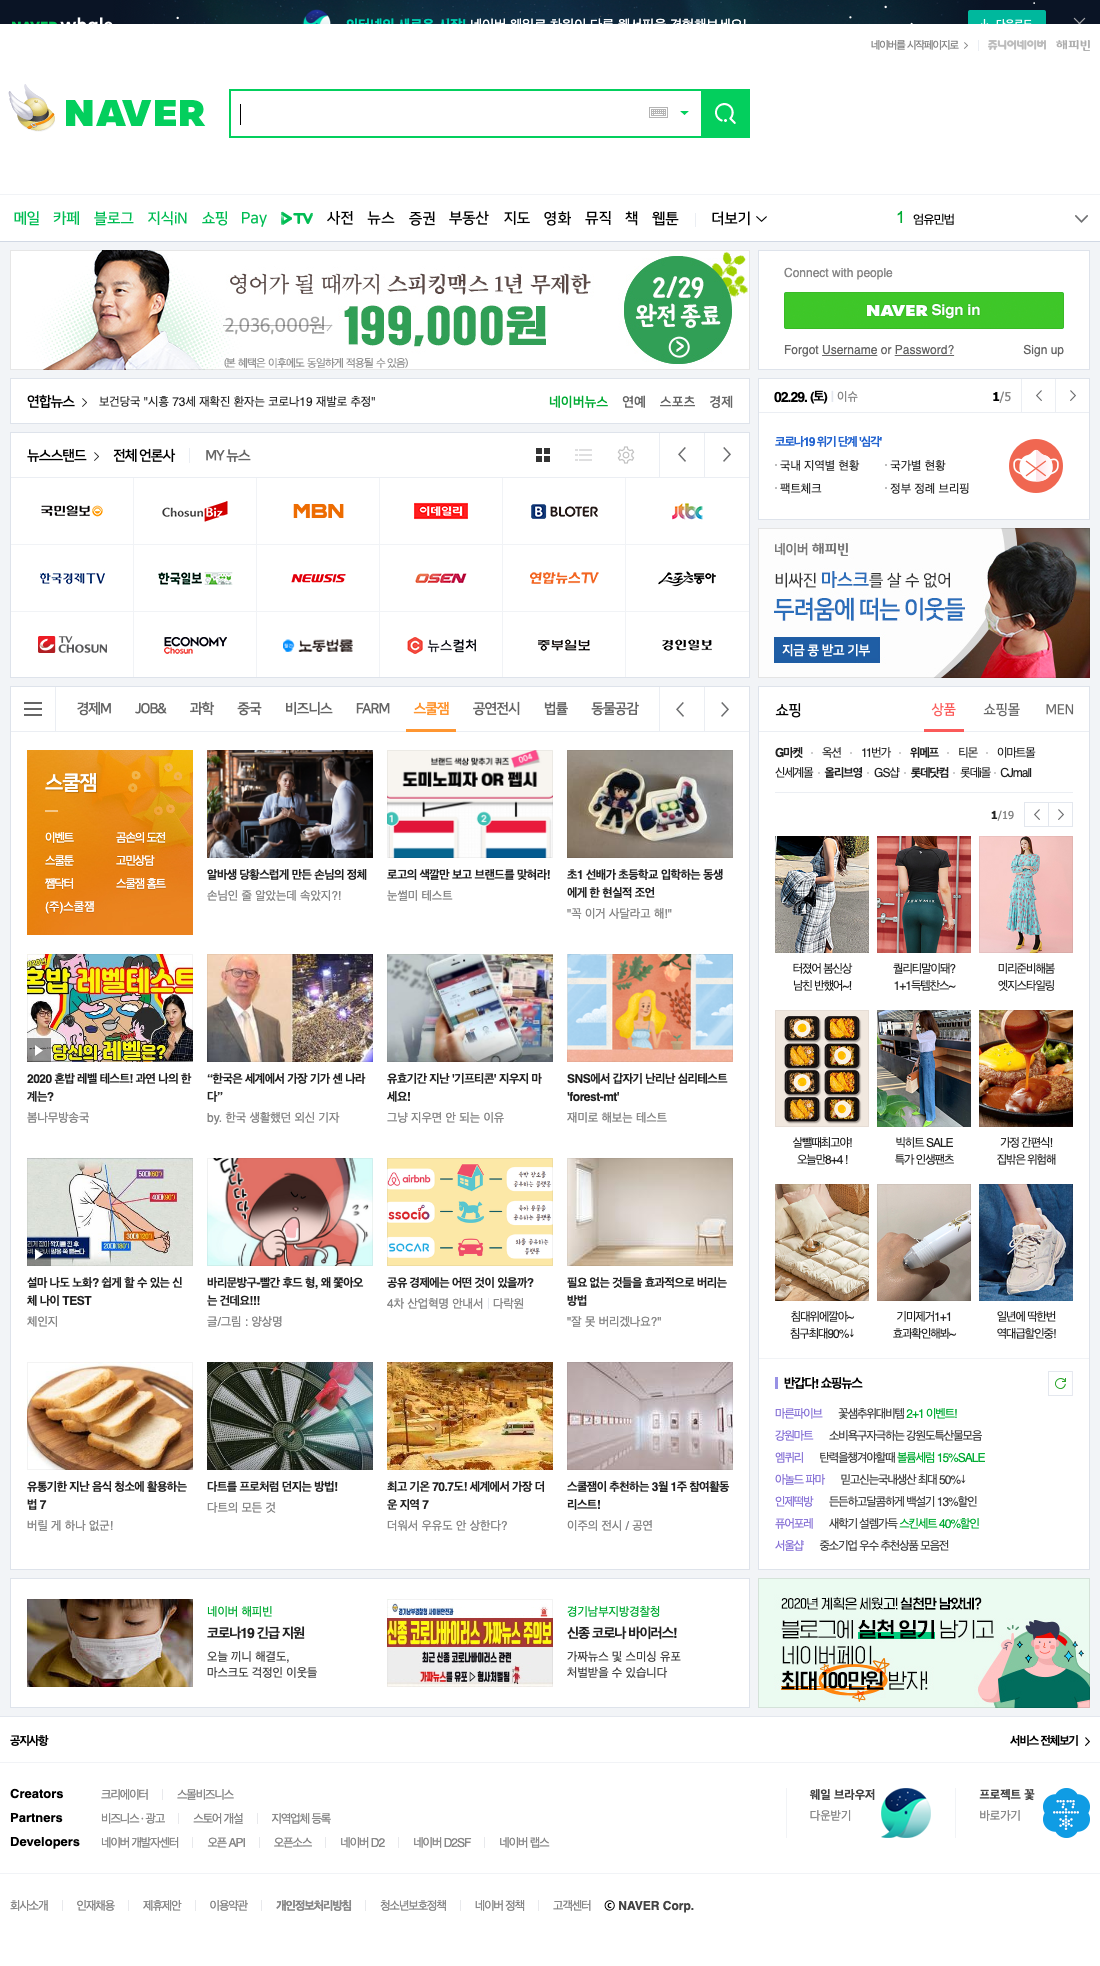 네이버를 시작페이지로
쥬니어네이버 해피빈
NAVER
메일 카페 블로그 지식iN 쇼핑 Pay TV 사전 뉴스 증권 부동산 지도 영화 뮤직 책 웹툰 더보기
1 엄유민법
영어가 될 때까지 스피킹맥스 1년 무제한
2,036,000원 199,000원
(본 혜택은 이후에도 동일하게 적용될 수 있음)
2/29
완전 종료
Connect with people
NAVER Sign in
Forgot Username or Password? Sign up
연합뉴스 보건당국 "시흥 73세 재확진 환자는 코로나19 재발로 추정"
네이버뉴스 연예 스포츠 경제
02.29. (토) 이슈 1/5
코로나19 위기 단계 '심각'
· 국내 지역별 현황 · 국가별 현황
· 팩트체크 · 정부 정례 브리핑
뉴스스탠드 전체 언론사 MY 뉴스
국민일보 ChosunBiz MBN 이데일리 BLOTER jtbc
한국경제TV 한국일보 NEWSIS OSEN 연합뉴스TV 스포츠동아
TV CHOSUN ECONOMY Chosun 노동법률 뉴스컬처 중부일보 경인일보
네이버 해피빈
비싸진 마스크를 살 수 없어
두려움에 떠는 이웃들
지금 콩 받고 기부
경제M JOB& 과학 중국 비즈니스 FARM 스쿨잼 공연전시 법률 동물공감
스쿨잼
이벤트 곰손의 도전
스쿨툰 고민상담
쨈닥터 스쿨잼 홈트
(주)스쿨잼
알바생 당황스럽게 만든 손님의 정체
손님인 줄 알았는데 속았지?!
브랜드 색상 맞추기 퀴즈 004
도미노피자 OR 펩시
1 2
로고의 색깔만 보고 브랜드를 맞혀라!
눈썰미 테스트
초1 선배가 초등학교 입학하는 동생
에게 한 현실적 조언
"꼭 이거 사달라고 해!"
혼밥 레벨테스트
당신의 레벨은?
2020 혼밥 레벨 테스트! 과연 나의 한
계는?
봄나무방송국
“한국은 세계에서 가장 기가 센 나라
다”
by. 한국 생활했던 외신 기자
유효기간 지난 '기프티콘' 지우지 마
세요!
그냥 지우면 안 되는 이유
SNS에서 갑자기 난리난 심리테스트
'forest-mt'
재미로 해보는 테스트
50대(60°)
40대(90°)
30대(120°)
20대(180°)
설마 나도 노화? 쉽게 할 수 있는 신
체 나이 TEST
체인지
다다다닥
바리문방구-빨간 후드 형, 왜 쫓아오
는 건데요!!!
글/그림 : 양상명
airbnb
ssocio
SOCAR
공유 경제에는 어떤 것이 있을까?
4차 산업혁명 안내서 | 다락원
필요 없는 것들을 효과적으로 버리는
방법
"잘 못 버리겠나요?"
유통기한 지난 음식 청소에 활용하는
법 7
버릴 게 하나 없군!
다트를 프로처럼 던지는 방법!
다트의 모든 것
최고 기온 70.7도! 세계에서 가장 더
운 지역 7
더워서 우유도 안 상한다?
스쿨잼이 추천하는 3월 1주 참여활동
리스트!
이주의 전시 / 공연
쇼핑 상품 쇼핑몰 MEN
G마켓 · 옥션 · 11번가 · 위메프 · 티몬 · 이마트몰
신세계몰 · 올리브영 · GS샵 · 롯데닷컴 · 롯데i몰 · CJmall
1/19
터졌어 봄신상
남친 반했어~!
퀄리티말이돼?
1+1득템찬스~
미리준비해봄
엣지스타일링
살뺄때최고야!
오늘만8+4 !
빅히트 SALE
특가 인생팬츠
가정 간편식!
집밖은 위험해
침대위에깔아~
침구최대90%↓
기미제거1+1
효과확인해봐~
일년에 딱한번
역대급할인중!
반갑다! 쇼핑뉴스
마른파이브 꽃샘추위대비템 2+1 이벤트!
강원마트 소비욕구자극하는 강원도특산물모음
엠퀴리 탄력을챙겨야할때 볼륨세럼 15%SALE
아놀드 파마 믿고신는국내생산 최대 50%↓
인제떡방 든든하고달콤하게 백설기 13%할인
퓨어포레 새학기 설렘가득 스킨세트 40%할인
서울샵 중소기업 우수 추천상품 모음전
네이버 해피빈
코로나19 긴급 지원
오늘 끼니 해결도,
마스크도 걱정인 이웃들
경기남부경찰청 사이버안전과
신종 코로나바이러스 가짜뉴스 주의보
최근 신종 코로나바이러스 관련
가짜뉴스를 유포 ▷ 형사처벌됨
경기남부지방경찰청
신종 코로나 바이러스!
가짜뉴스 및 스미싱 유포
처벌받을 수 있습니다
2020년 계획은 세웠고! 실천만 남았네?
블로그에 실천 일기 남기고
네이버페이
최대 100만원 받자!
공지사항 서비스 전체보기
Creators 크리에이터 스몰비즈니스
Partners 비즈니스 · 광고 스토어 개설 지역업체 등록
Developers 네이버 개발자센터 오픈 API 오픈소스 네이버 D2 네이버 D2SF 네이버 랩스
웨일 브라우저
다운받기
프로젝트 꽃
바로가기
회사소개 인재채용 제휴제안 이용약관 개인정보처리방침 청소년보호정책 네이버 정책 고객센터 © NAVER Corp.